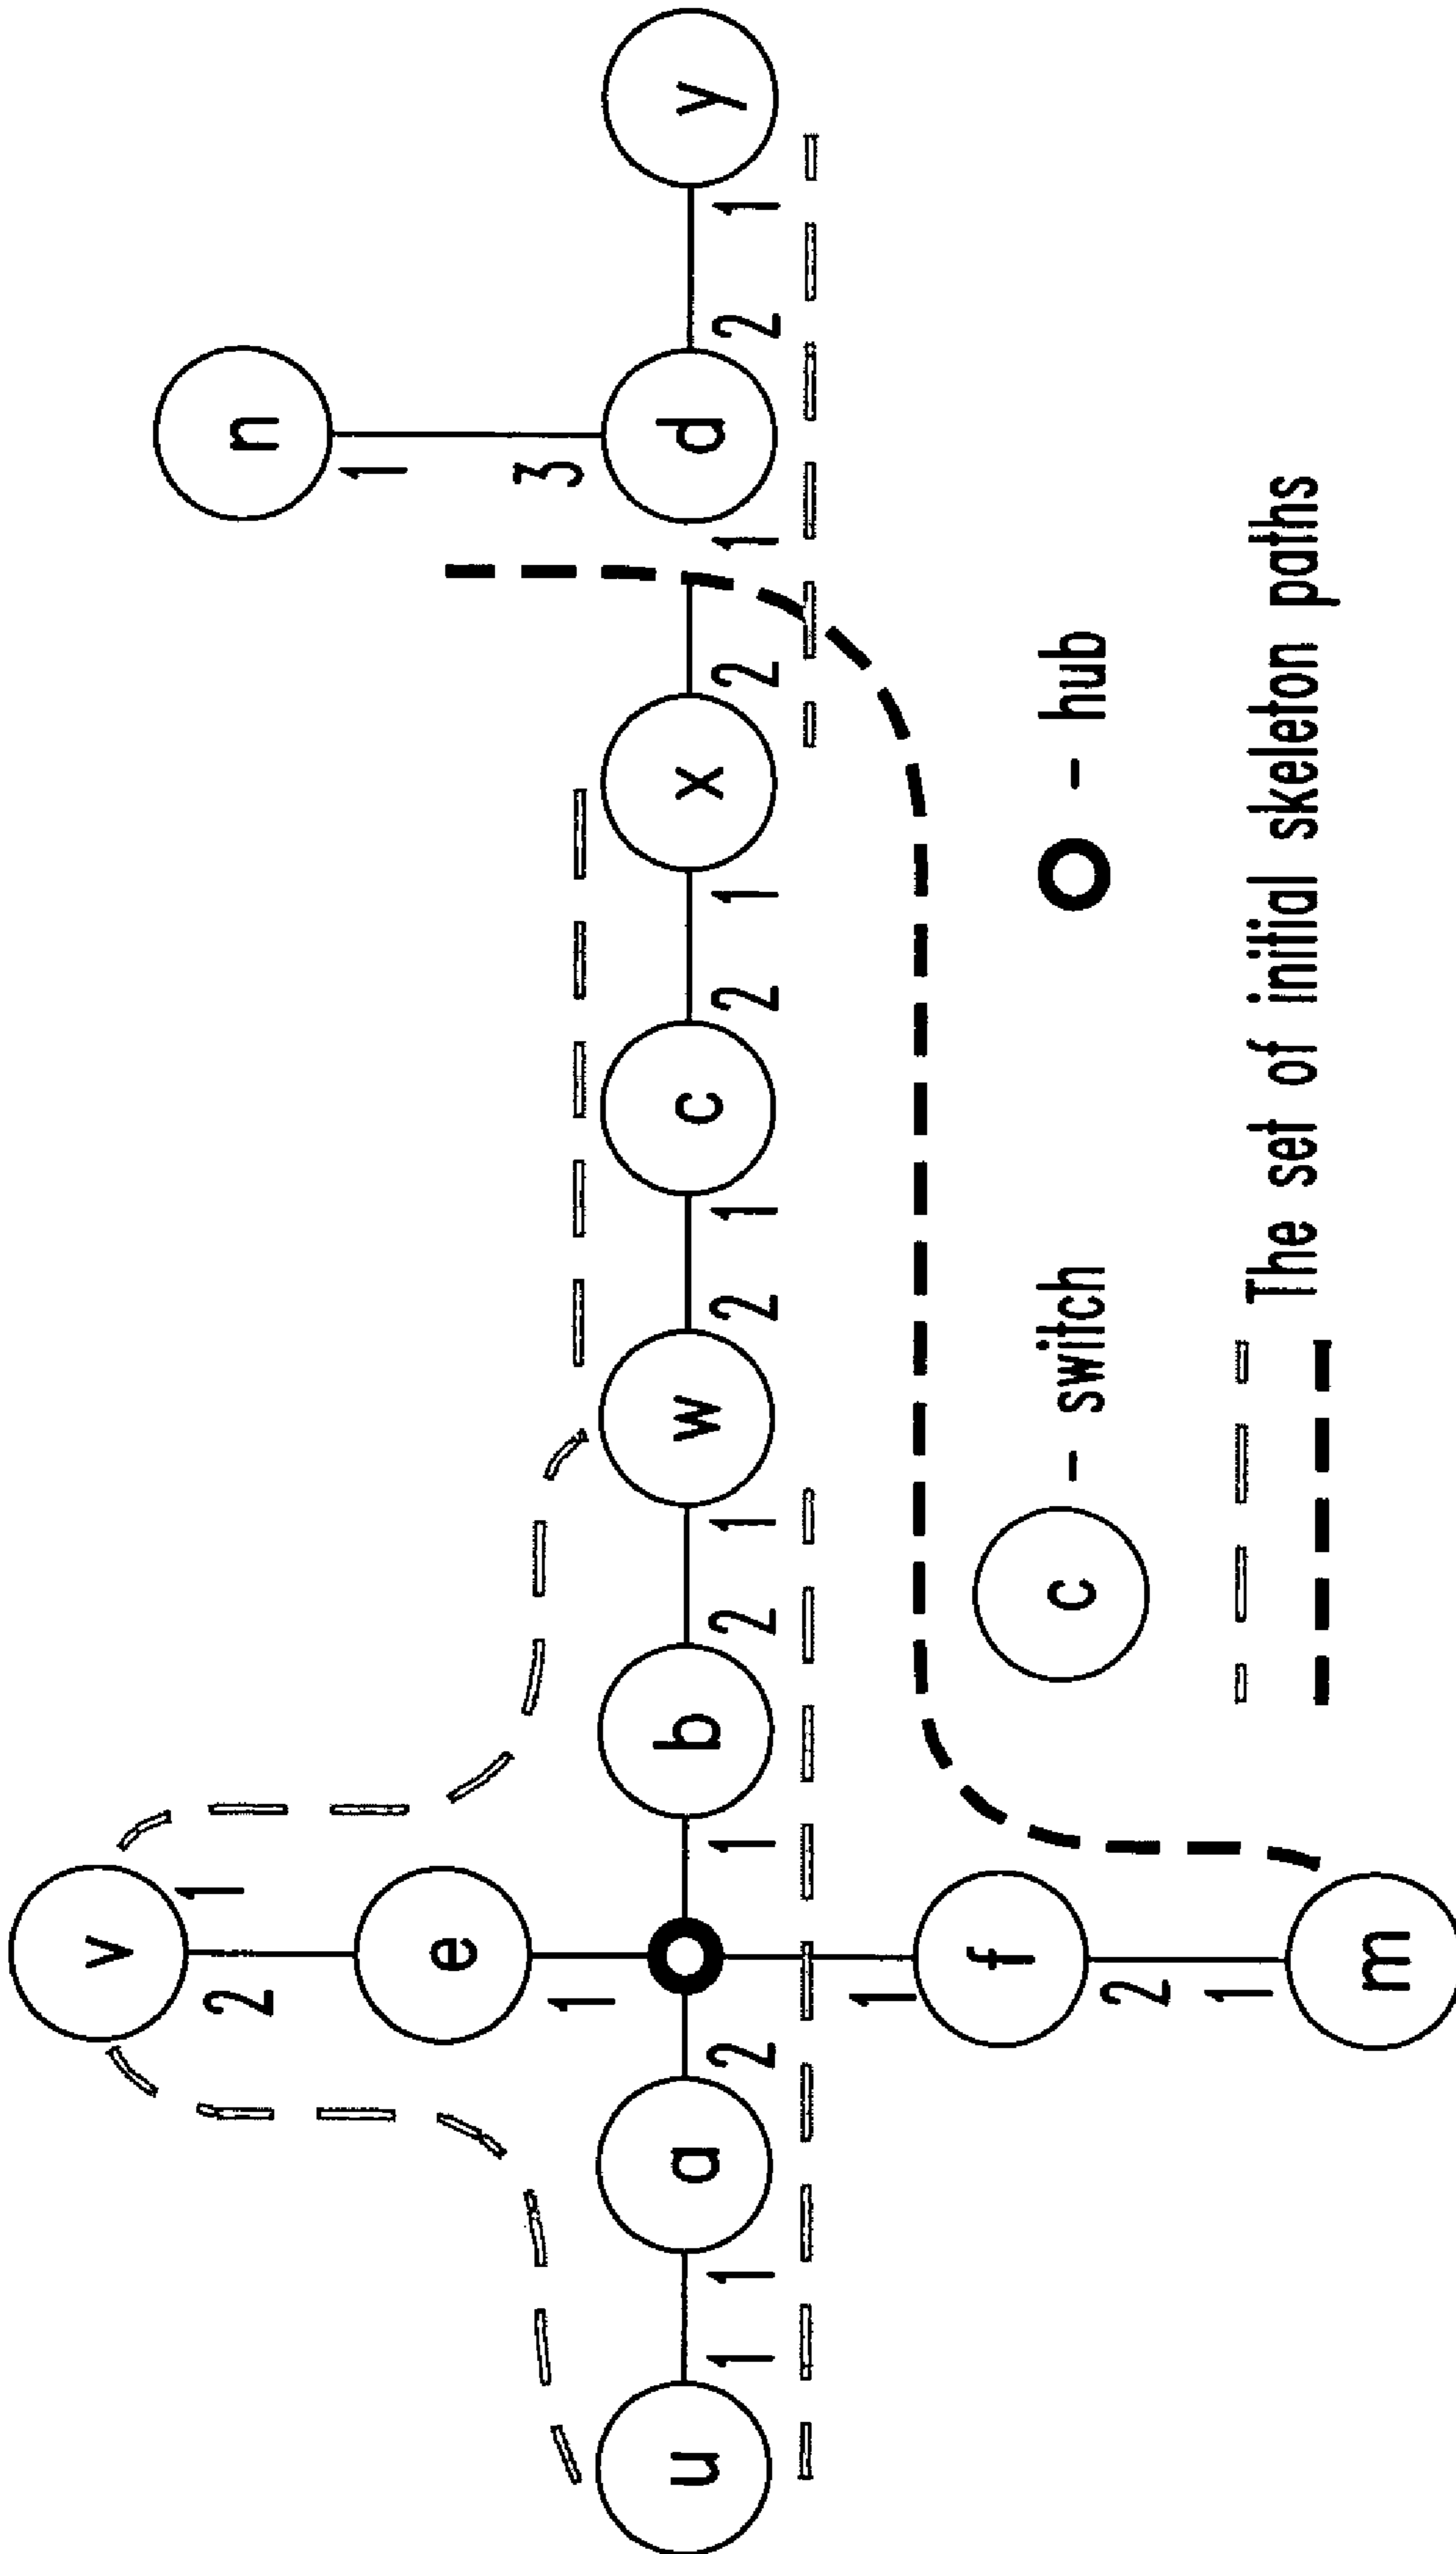 v
1
2
n
1
e
3
1
u a b w c x d y
1 1 2 1 2 1 2 1 2 1 2 1 2 1
1
f
c - switch - hub
2
1
The set of initial skeleton paths
m